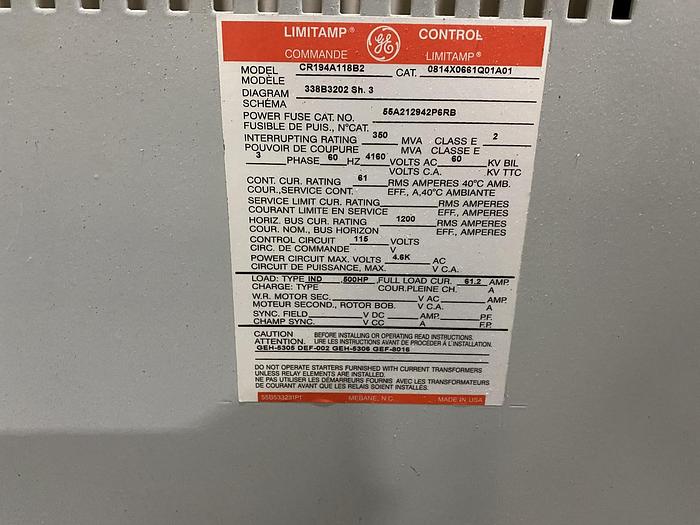 LIMITAMP® GE CONTROL
COMMANDE LIMITAMP®
MODEL CR194A118B2 CAT. 0814X0661Q01A01
MODÈLE
DIAGRAM 338B3202 Sh. 3
SCHÉMA
POWER FUSE CAT. NO. 55A212942P6RB
FUSIBLE DE PUIS., N°CAT.
INTERRUPTING RATING 350 MVA CLASS E 2
POUVOIR DE COUPURE MVA CLASSE E
3 PHASE 60 HZ 4160 VOLTS AC 60 KV BIL
VOLTS C.A. KV TTC
CONT. CUR. RATING 61 RMS AMPERES 40°C AMB.
COUR.,SERVICE CONT. EFF., A,40°C AMBIANTE
SERVICE LIMIT CUR. RATING RMS AMPERES
COURANT LIMITE EN SERVICE EFF., AMPERES
HORIZ. BUS CUR. RATING 1200 RMS AMPERES
COUR. NOM., BUS HORIZON EFF., AMPERES
CONTROL CIRCUIT 115 VOLTS
CIRC. DE COMMANDE V
POWER CIRCUIT MAX. VOLTS 4.6K AC
CIRCUIT DE PUISSANCE, MAX. V C.A.
LOAD: TYPE IND ,500HP ,FULL LOAD CUR. 61.2 AMP.
CHARGE: TYPE COUR.PLEINE CH. A
W.R. MOTOR SEC. V AC AMP.
MOTEUR SECOND., ROTOR BOB. V C.A. A
SYNC. FIELD V DC AMP. P.F.
CHAMP SYNC. V CC A F.P.
CAUTION BEFORE INSTALLING OR OPERATING READ INSTRUCTIONS.
ATTENTION. LIRE LES INSTRUCTIONS AVANT DE PROCEDER À L'INSTALLATION.
GEH-5305 DEF-002 GEH-5306 GEF-8016
DO NOT OPERATE STARTERS FURNISHED WITH CURRENT TRANSFORMERS
UNLESS RELAY ELEMENTS ARE INSTALLED.
NE PAS UTILISER LES DÉMARREURS FOURNIS AVEC LES TRANSFORMATEURS
DE COURANT AVANT QUE LES RELAIS SOIENT INSTALLÉS.
55B533291P1 MEBANE, N.C. MADE IN USA